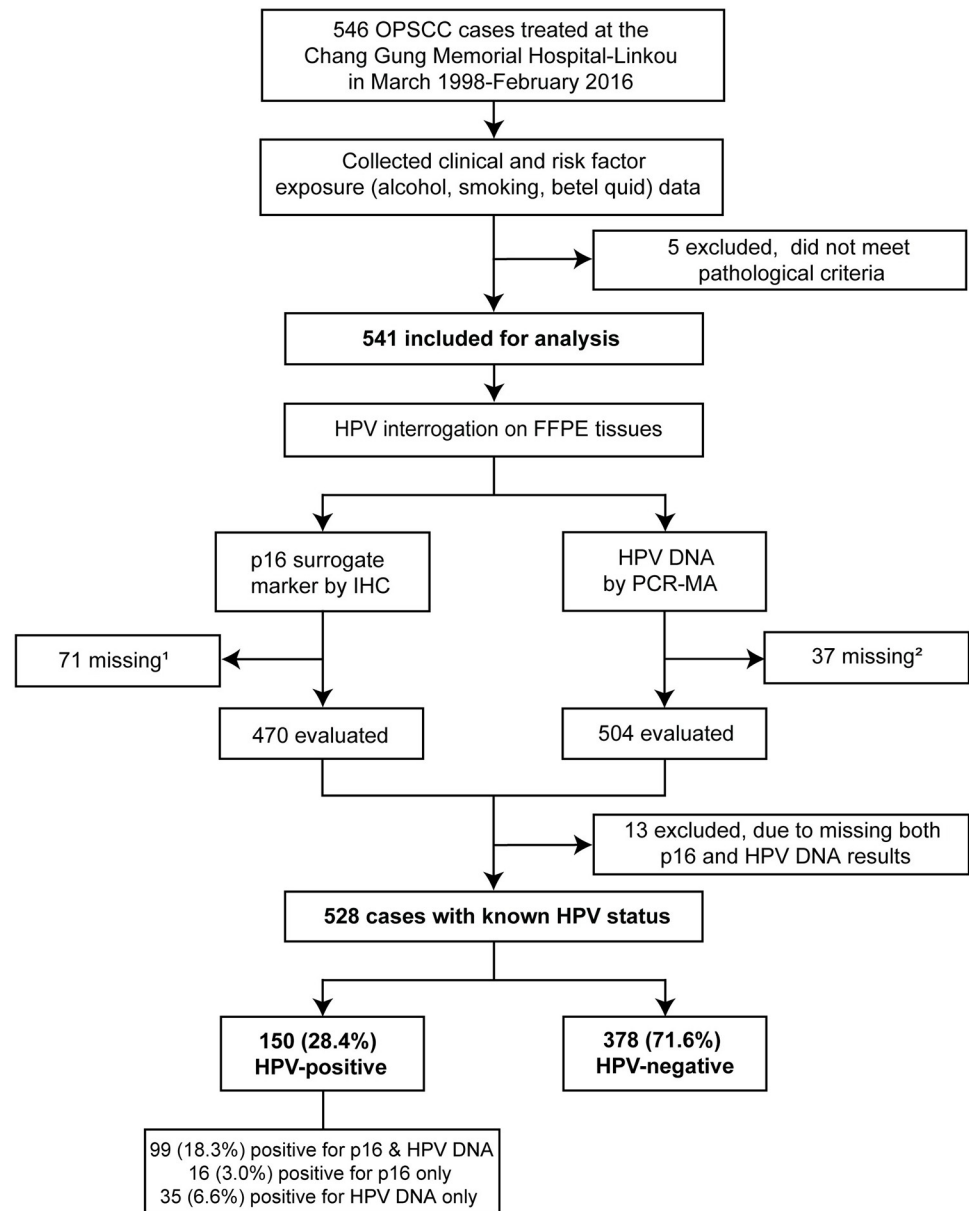 546 OPSCC cases treated at the
Chang Gung Memorial Hospital-Linkou
in March 1998-February 2016
Collected clinical and risk factor
exposure (alcohol, smoking, betel quid) data
5 excluded, did not meet
pathological criteria
541 included for analysis
HPV interrogation on FFPE tissues
p16 surrogate
marker by IHC
HPV DNA
by PCR-MA
71 missing¹
37 missing²
470 evaluated
504 evaluated
13 excluded, due to missing both
p16 and HPV DNA results
528 cases with known HPV status
150 (28.4%)
HPV-positive
378 (71.6%)
HPV-negative
99 (18.3%) positive for p16 & HPV DNA
16 (3.0%) positive for p16 only
35 (6.6%) positive for HPV DNA only